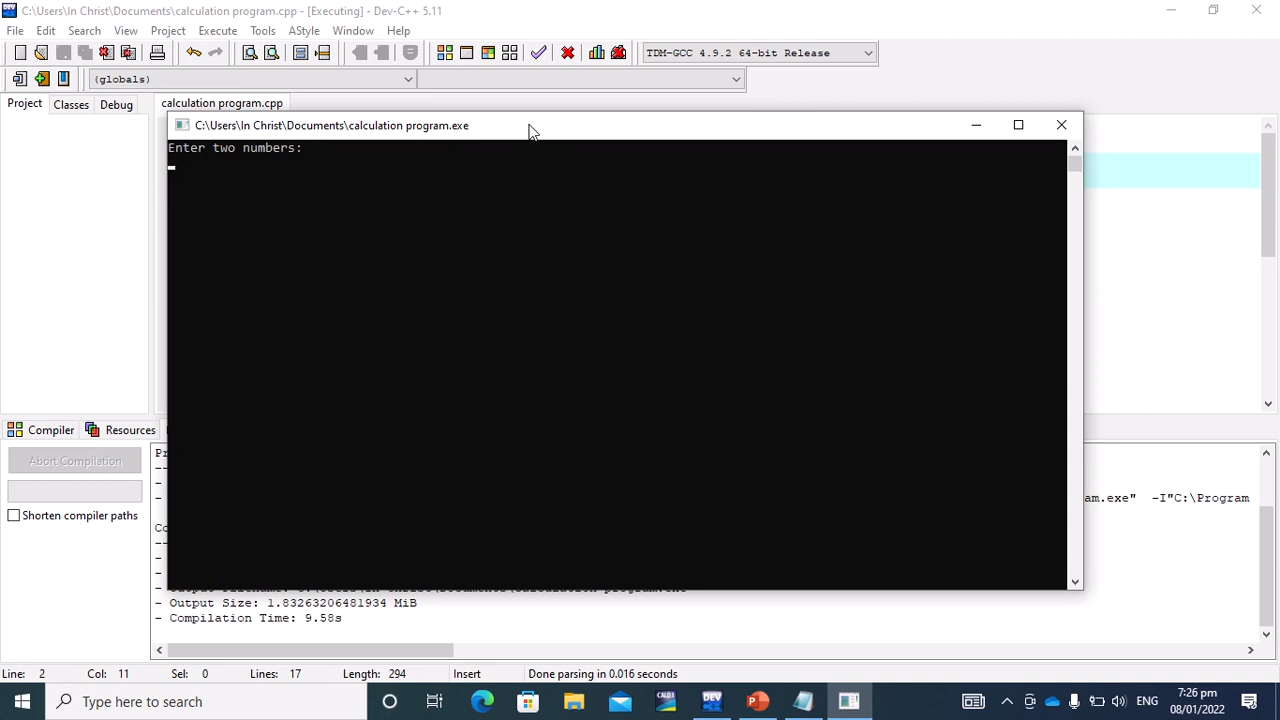 C:\Users\In Christ\Documents\calculation program.cpp - [Executing] - Dev-C++ 5.11
File Edit Search View Project Execute Tools AStyle Window Help
TDM-GCC 4.9.2 64-bit Release
(globals)
Project Classes Debug calculation program.cpp
C:\Users\In Christ\Documents\calculation program.exe
Enter two numbers:
Compiler Resources
Abort Compilation
Shorten compiler paths
am.exe" -I"C:\Program
- Output Size: 1.83263206481934 MiB
- Compilation Time: 9.58s
Line: 2 Col: 11 Sel: 0 Lines: 17 Length: 294 Insert Done parsing in 0.016 seconds
Type here to search
ENG
7:26 pm
08/01/2022